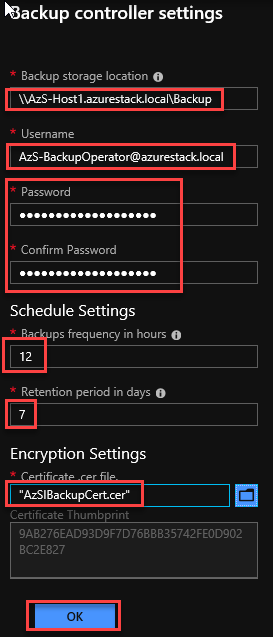 Backup controller settings
* Backup storage location
\\AzS-Host1.azurestack.local\Backup
* Username
AzS-BackupOperator@azurestack.local
* Password
●●●●●●●●●●●●●●●●●●
* Confirm Password
●●●●●●●●●●●●●●●●●●
Schedule Settings
* Backups frequency in hours
12
* Retention period in days
7
Encryption Settings
* Certificate .cer file.
"AzSIBackupCert.cer"
Certificate Thumbprint
9AB276EAD93D9F7D76BBB35742FE0D902
BC2E827
OK